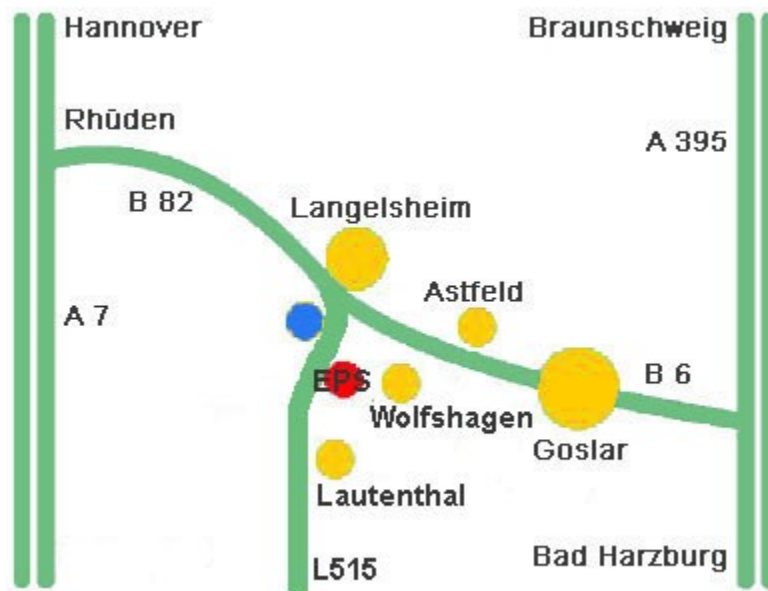 Hannover
Braunschweig
Rhüden
A 395
B 82
Langelsheim
Astfeld
A 7
EPS
B 6
Wolfshagen
Goslar
Lautenthal
Bad Harzburg
L515